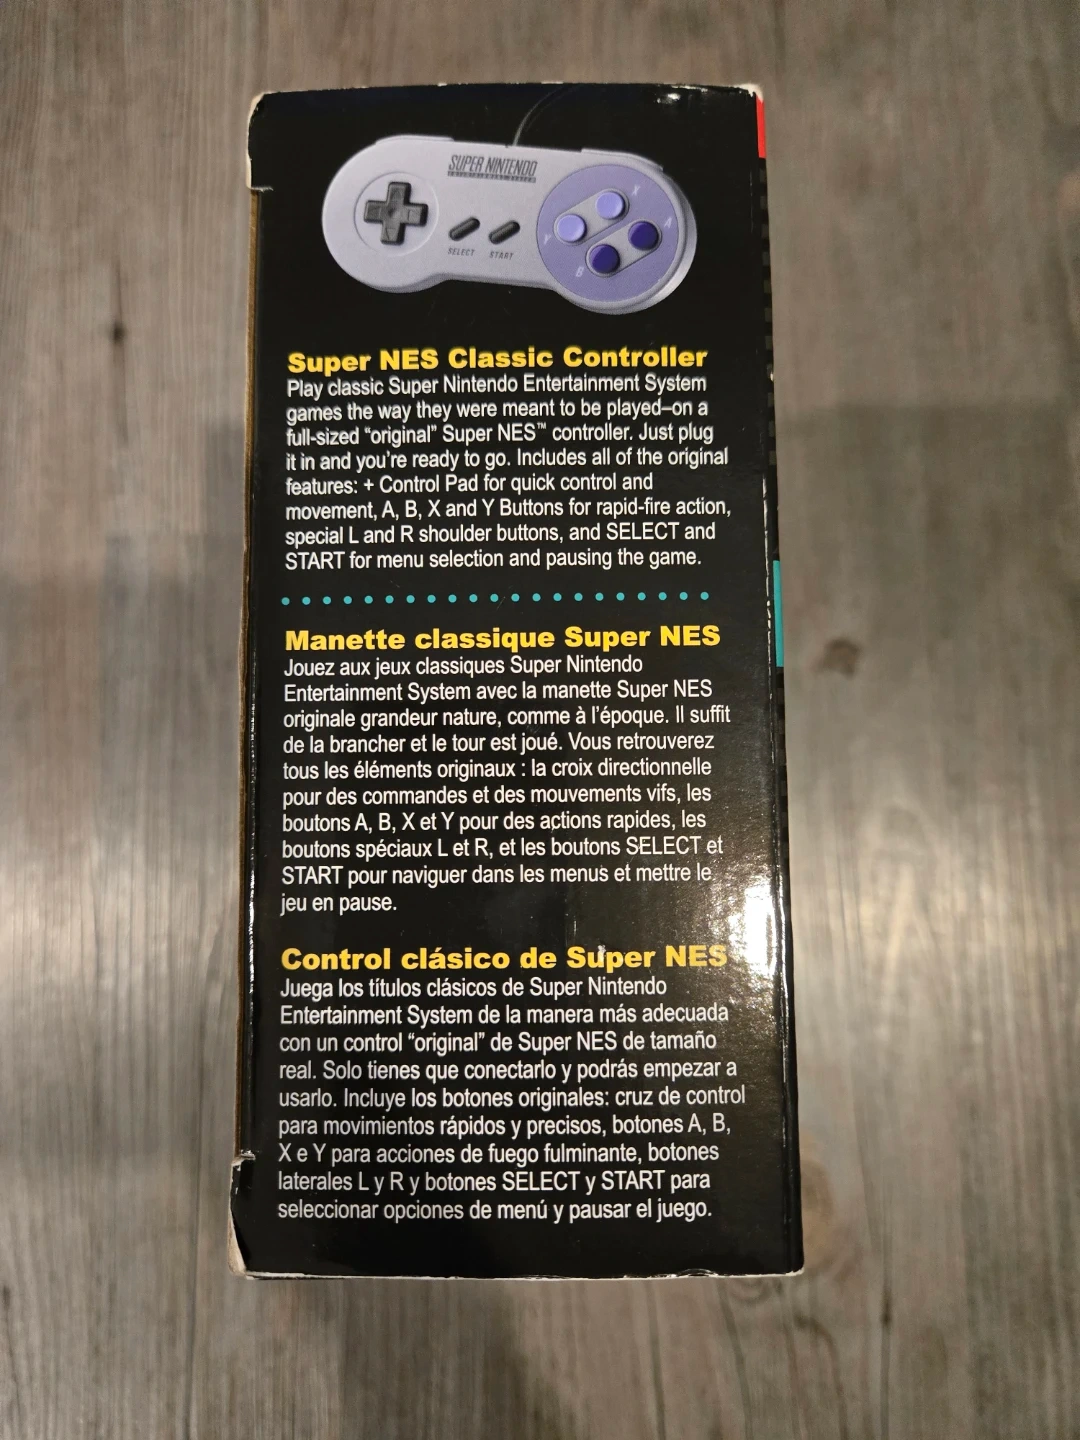 SUPER NINTENDO
ENTERTAINMENT SYSTEM
X
Y
A
B
SELECT START
Super NES Classic Controller
Play classic Super Nintendo Entertainment System
games the way they were meant to be played–on a
full-sized “original” Super NES™ controller. Just plug
it in and you're ready to go. Includes all of the original
features: + Control Pad for quick control and
movement, A, B, X and Y Buttons for rapid-fire action,
special L and R shoulder buttons, and SELECT and
START for menu selection and pausing the game.
Manette classique Super NES
Jouez aux jeux classiques Super Nintendo
Entertainment System avec la manette Super NES
originale grandeur nature, comme à l'époque. Il suffit
de la brancher et le tour est joué. Vous retrouverez
tous les éléments originaux : la croix directionnelle
pour des commandes et des mouvements vifs, les
boutons A, B, X et Y pour des actions rapides, les
boutons spéciaux L et R, et les boutons SELECT et
START pour naviguer dans les menus et mettre le
jeu en pause.
Control clásico de Super NES
Juega los títulos clásicos de Super Nintendo
Entertainment System de la manera más adecuada
con un control “original” de Super NES de tamaño
real. Solo tienes que conectarlo y podrás empezar a
usarlo. Incluye los botones originales: cruz de control
para movimientos rápidos y precisos, botones A, B,
X e Y para acciones de fuego fulminante, botones
laterales L y R y botones SELECT y START para
seleccionar opciones de menú y pausar el juego.